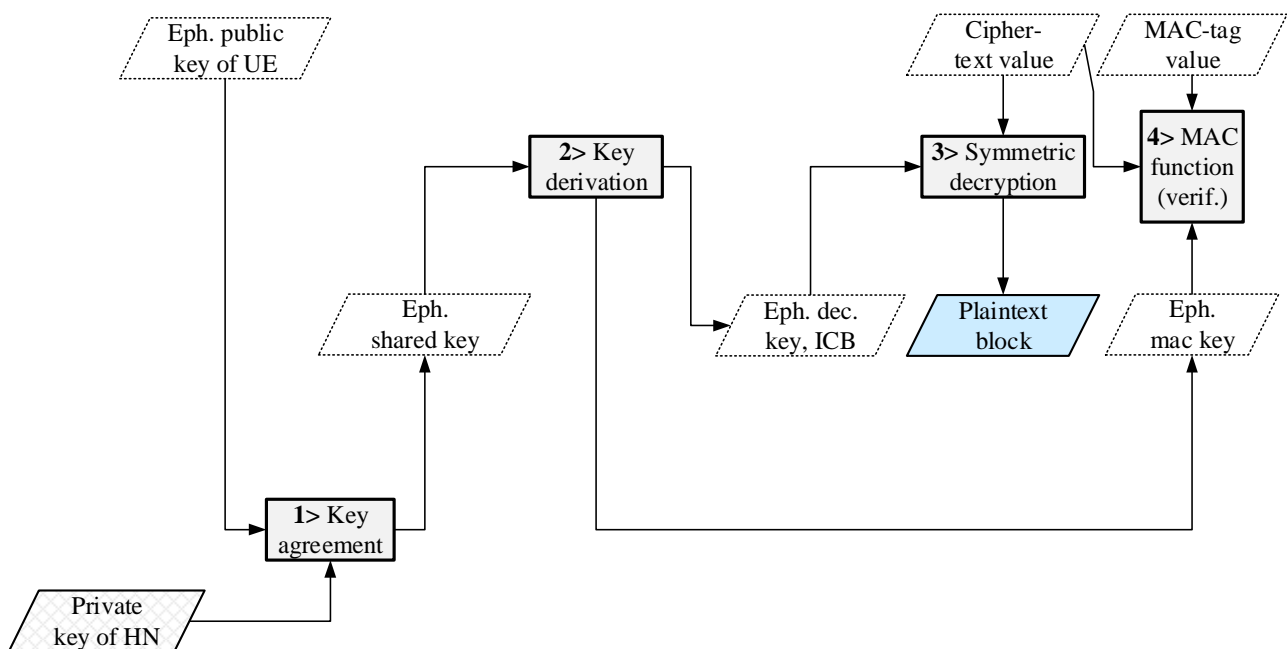 Eph. public
key of UE
Cipher-
text value
MAC-tag
value
2> Key
derivation
3> Symmetric
decryption
4> MAC
function
(verif.)
Eph.
shared key
Eph. dec.
key, ICB
Plaintext
block
Eph.
mac key
1> Key
agreement
Private
key of HN